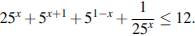 25^x + 5^{x+1} + 5^{1-x} + \frac{1}{25^x} \leq 12.